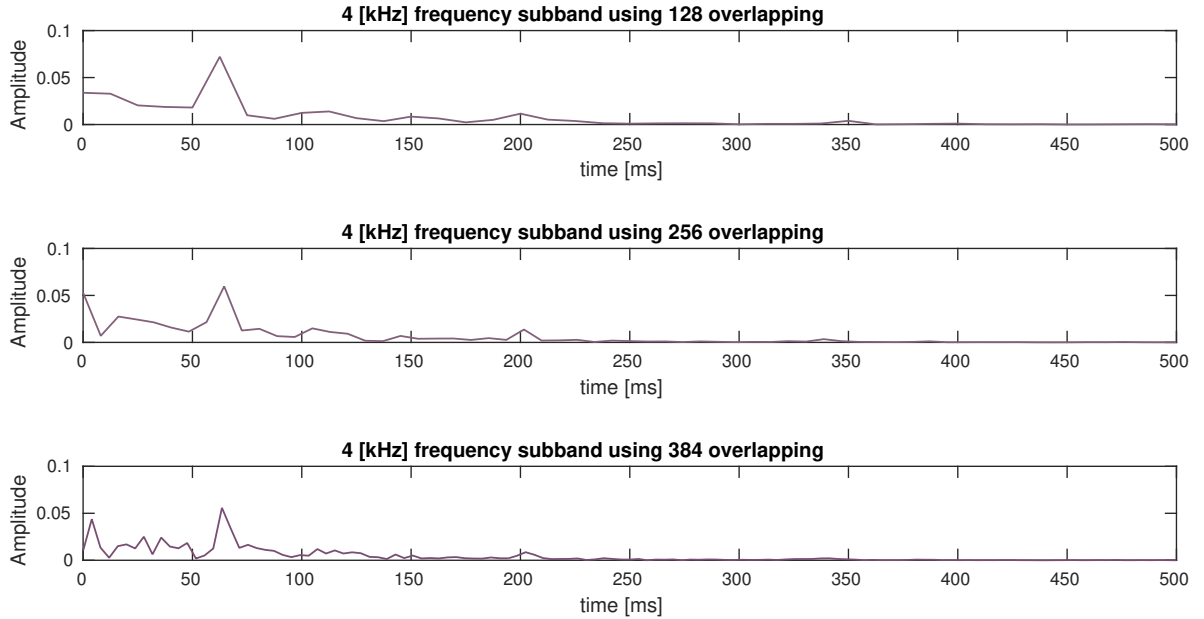 4 [kHz] frequency subband using 128 overlapping
0.1
0.05
0
Amplitude
0 50 100 150 200 250 300 350 400 450 500
time [ms]
4 [kHz] frequency subband using 256 overlapping
0.1
0.05
0
Amplitude
0 50 100 150 200 250 300 350 400 450 500
time [ms]
4 [kHz] frequency subband using 384 overlapping
0.1
0.05
0
Amplitude
0 50 100 150 200 250 300 350 400 450 500
time [ms]